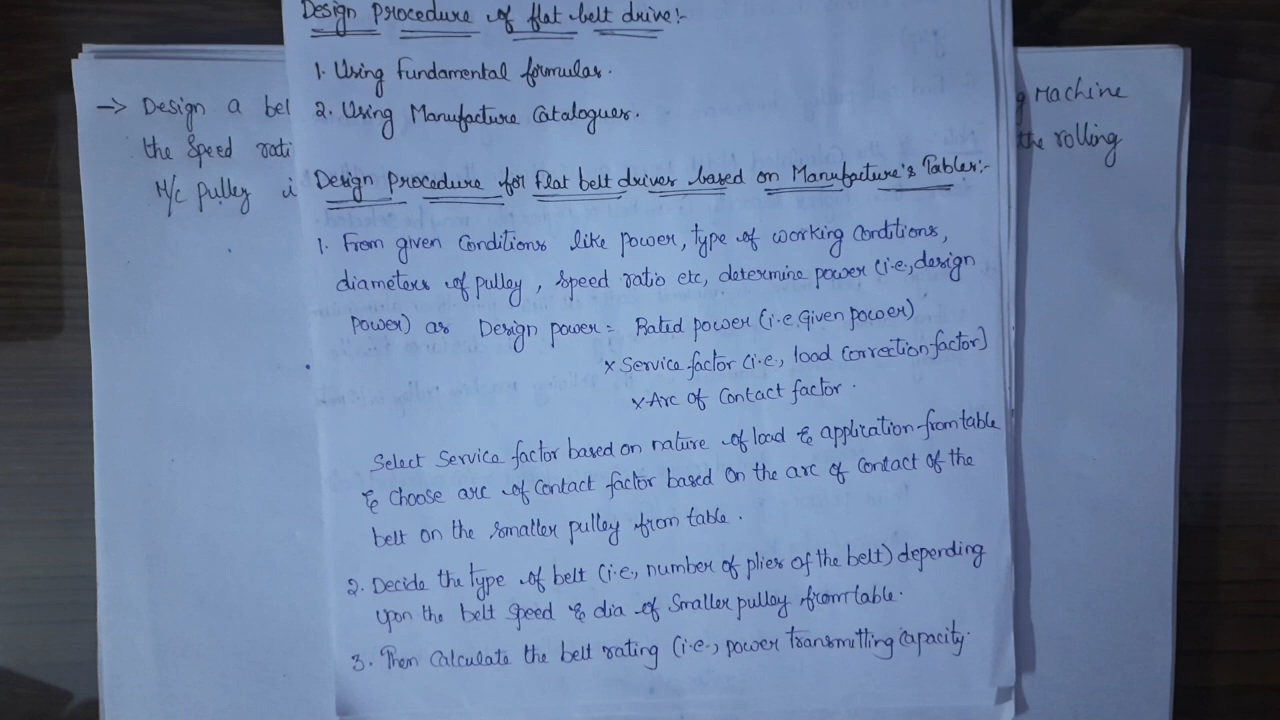 Design procedure of flat belt drive:-
1. Using Fundamental formulas.
2. Using Manufacture Catalogues.
Design procedure for Flat belt drives based on Manufacture's Tables:-
1. From given Conditions like power, type of working Conditions,
diameters of pulley, speed ratio etc, determine power (i.e, design
power) as Design power = Rated power (i.e Given power)
x Service factor (i.e., load Correction factor)
x Arc of Contact factor.
Select Service factor based on nature of load & application from table
& Choose arc of Contact factor based on the arc of Contact of the
belt on the smaller pulley from table.
2. Decide the type of belt (i.e, number of plies of the belt) depending
upon the belt speed & dia of Smaller pulley from table.
3. Then Calculate the belt rating (i.e., power transmitting Capacity.
→ Design a bel
the Speed rati
M/c pulley i
g Machine
the rolling